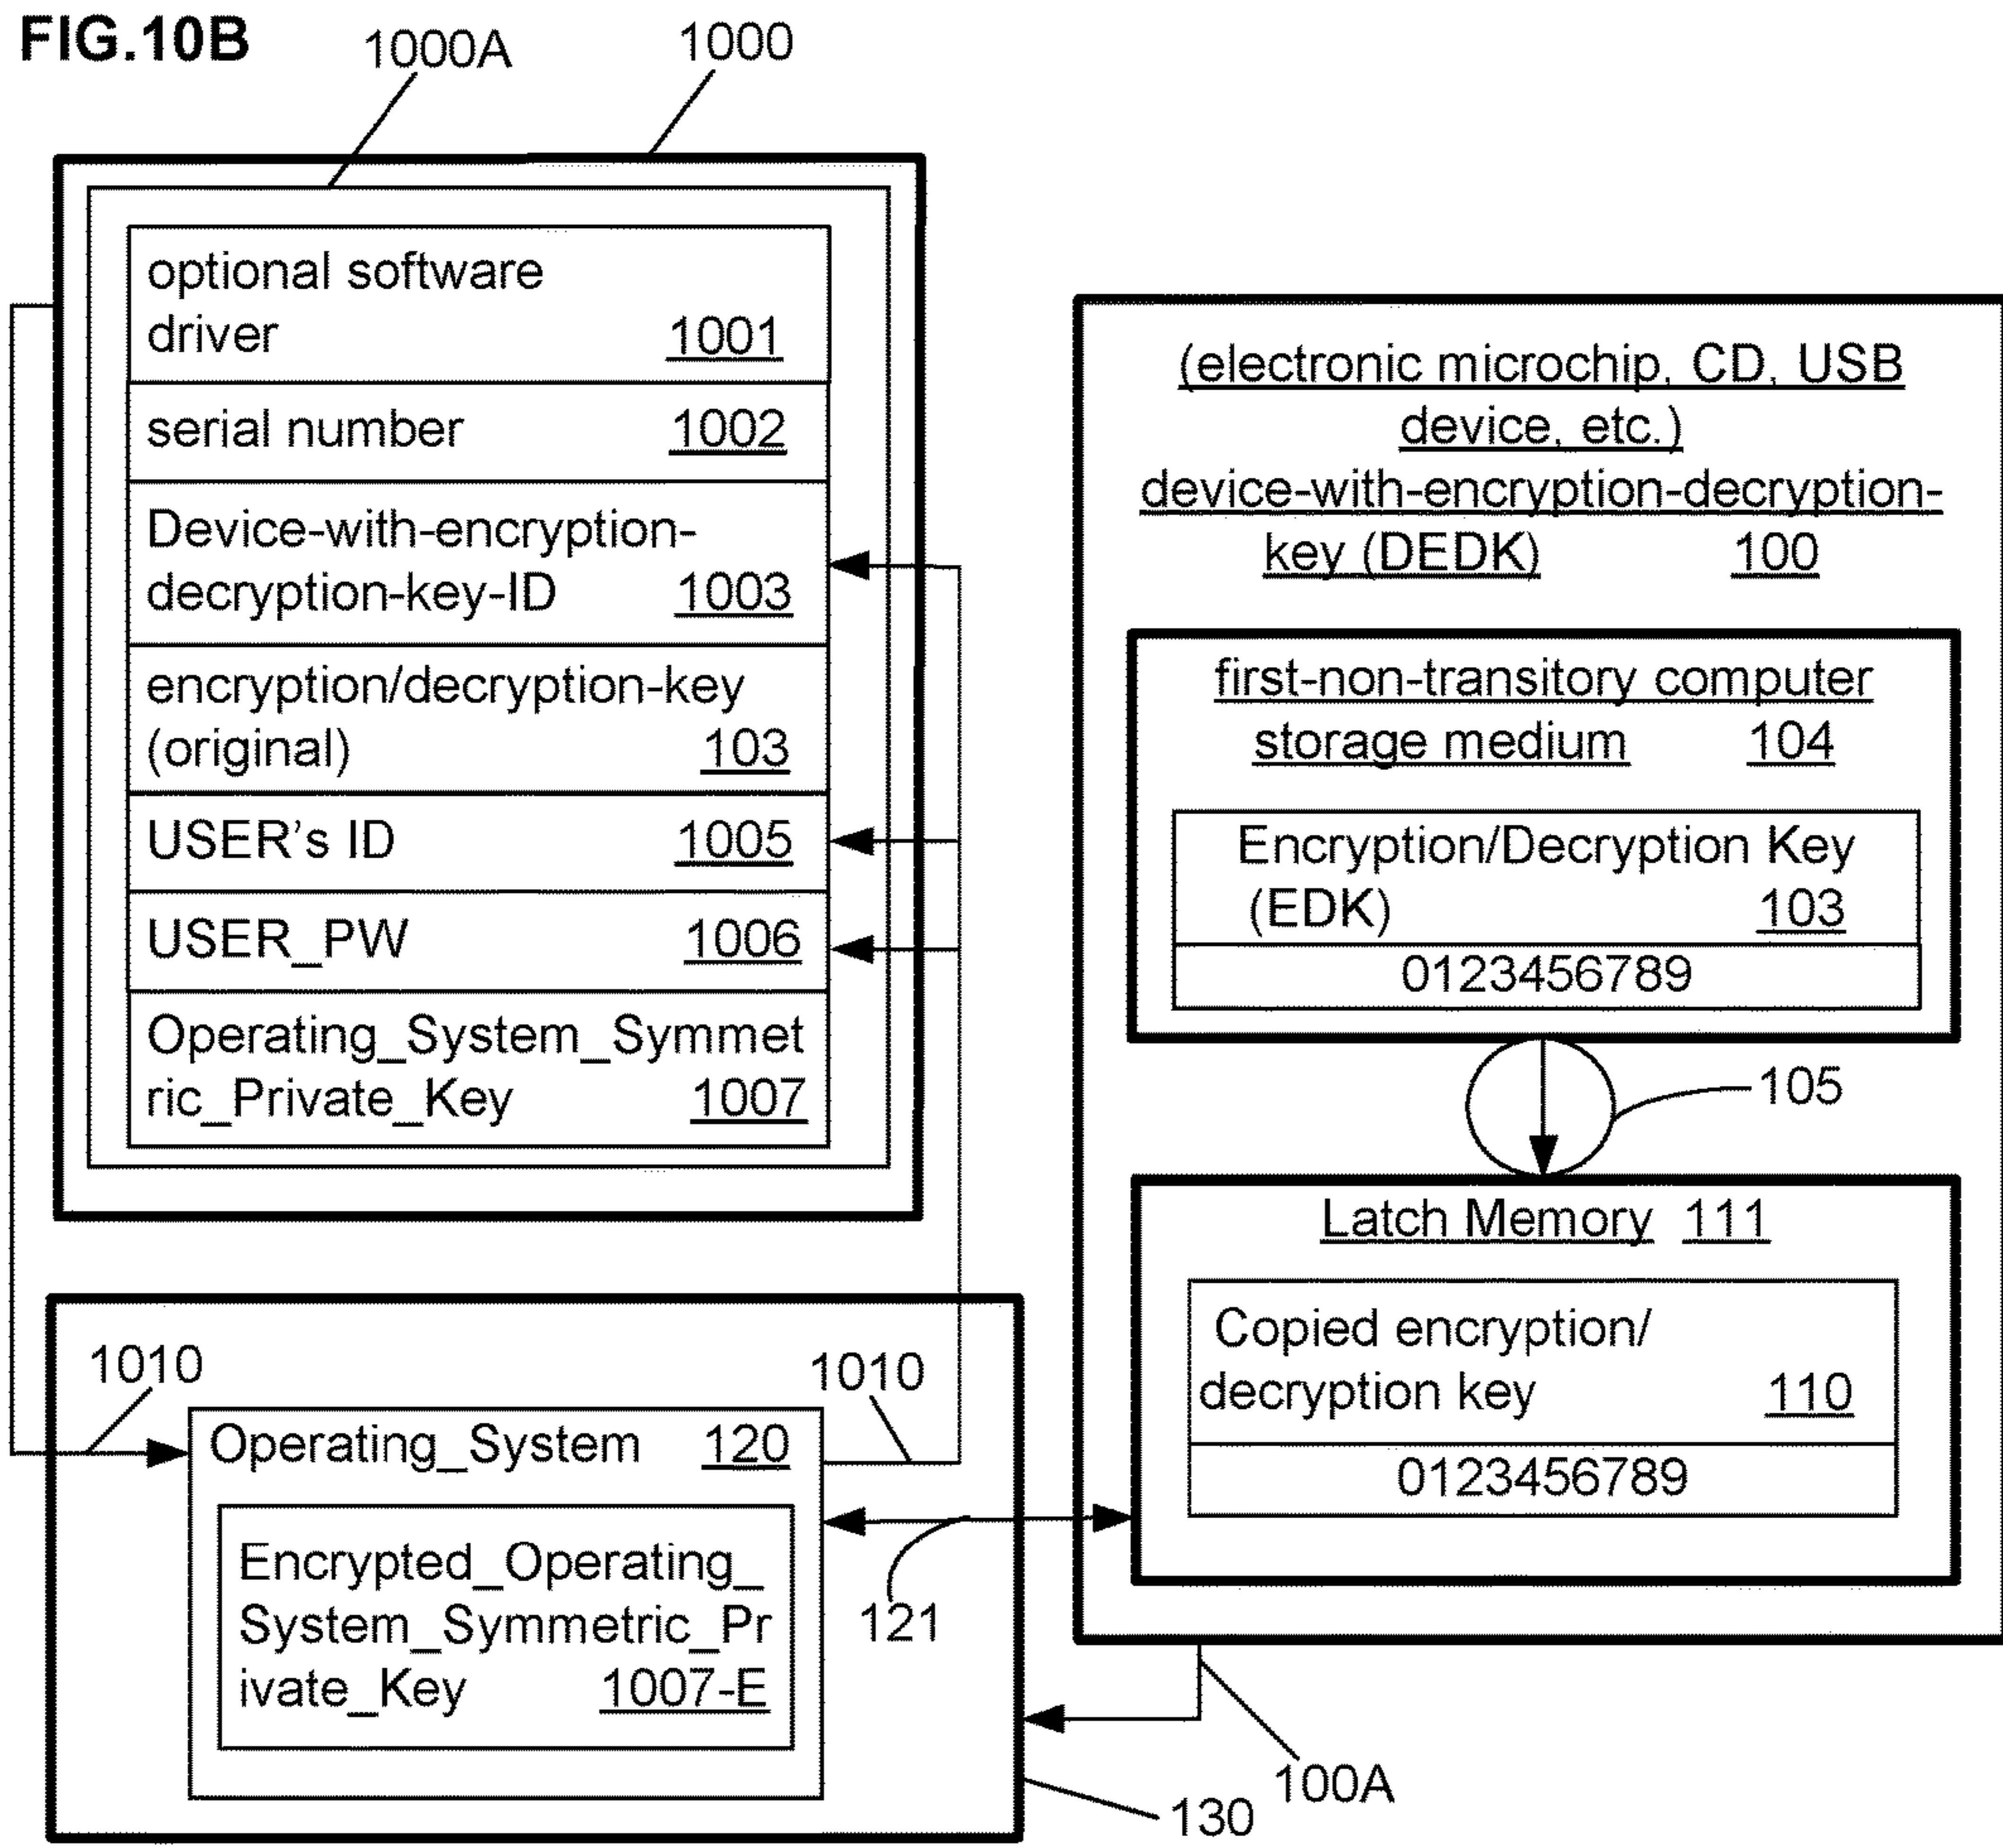 FIG.10B
1000A
1000
optional software
driver 1001
serial number 1002
Device-with-encryption-
decryption-key-ID 1003
encryption/decryption-key
(original) 103
USER's ID 1005
USER_PW 1006
Operating_System_Symmet
ric_Private_Key 1007
(electronic microchip, CD, USB
device, etc.)
device-with-encryption-decryption-
key (DEDK) 100
first-non-transitory computer
storage medium 104
Encryption/Decryption Key
(EDK) 103
0123456789
105
Latch Memory 111
Copied encryption/
decryption key 110
0123456789
1010
1010
Operating_System 120
Encrypted_Operating_
System_Symmetric_Pr
ivate_Key 1007-E
121
100A
130